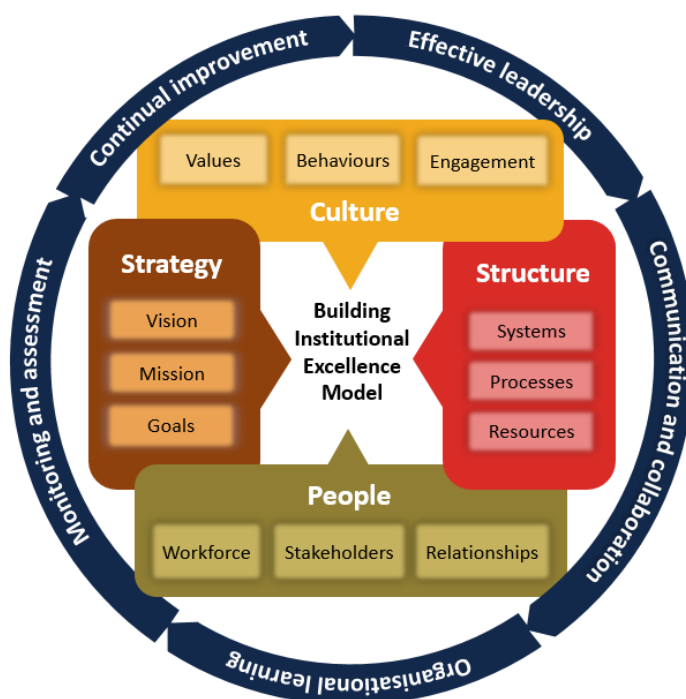 Continual improvement
Effective leadership
Communication and collaboration
Organisational learning
Monitoring and assessment
Values
Behaviours
Engagement
Culture
Strategy
Vision
Mission
Goals
Building
Institutional
Excellence
Model
Structure
Systems
Processes
Resources
People
Workforce
Stakeholders
Relationships